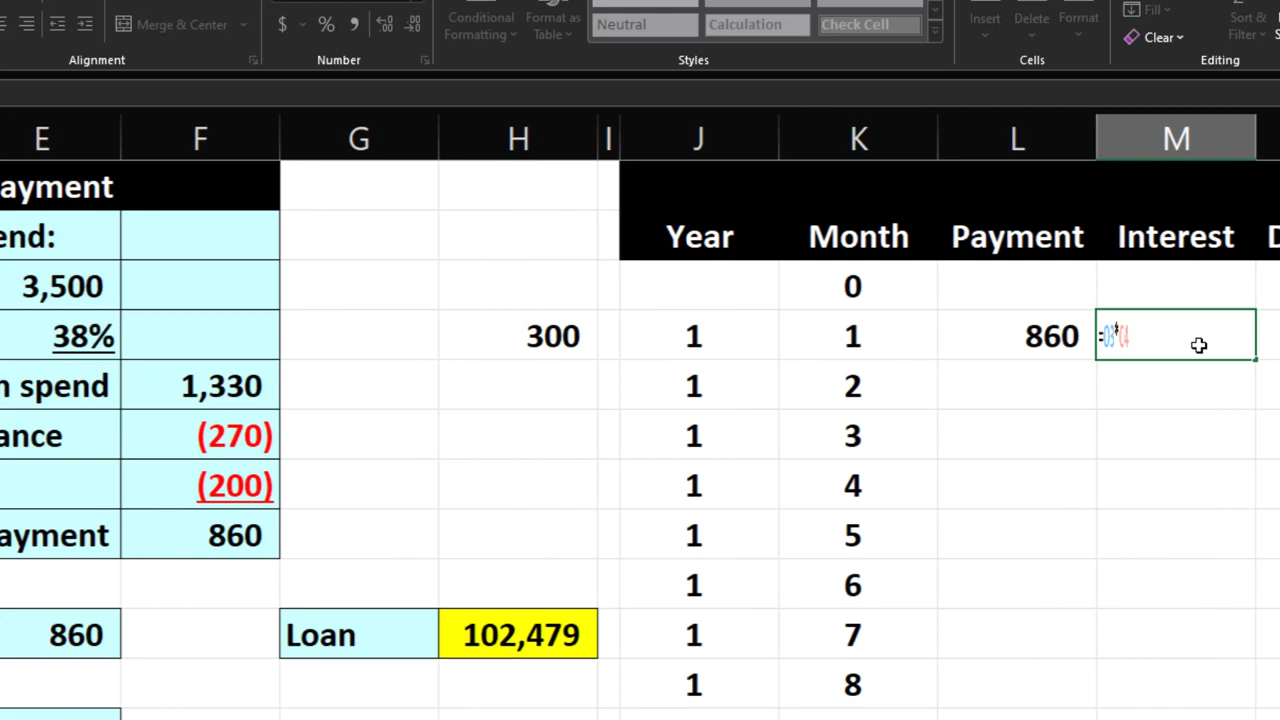 Merge & Center
$ % 9
Conditional Formatting
Format as Table
Neutral
Calculation
Check Cell
Insert
Delete
Format
Fill
Clear
Sort &
Filter
Alignment
Number
Styles
Cells
Editing
E F G H I J K L M
ayment
end:
Year Month Payment Interest D
3,500 0
38% 300 1 1 860 =O3*C4
n spend 1,330 1 2
ance (270) 1 3
(200) 1 4
ayment 860 1 5
1 6
860 Loan 102,479 1 7
1 8